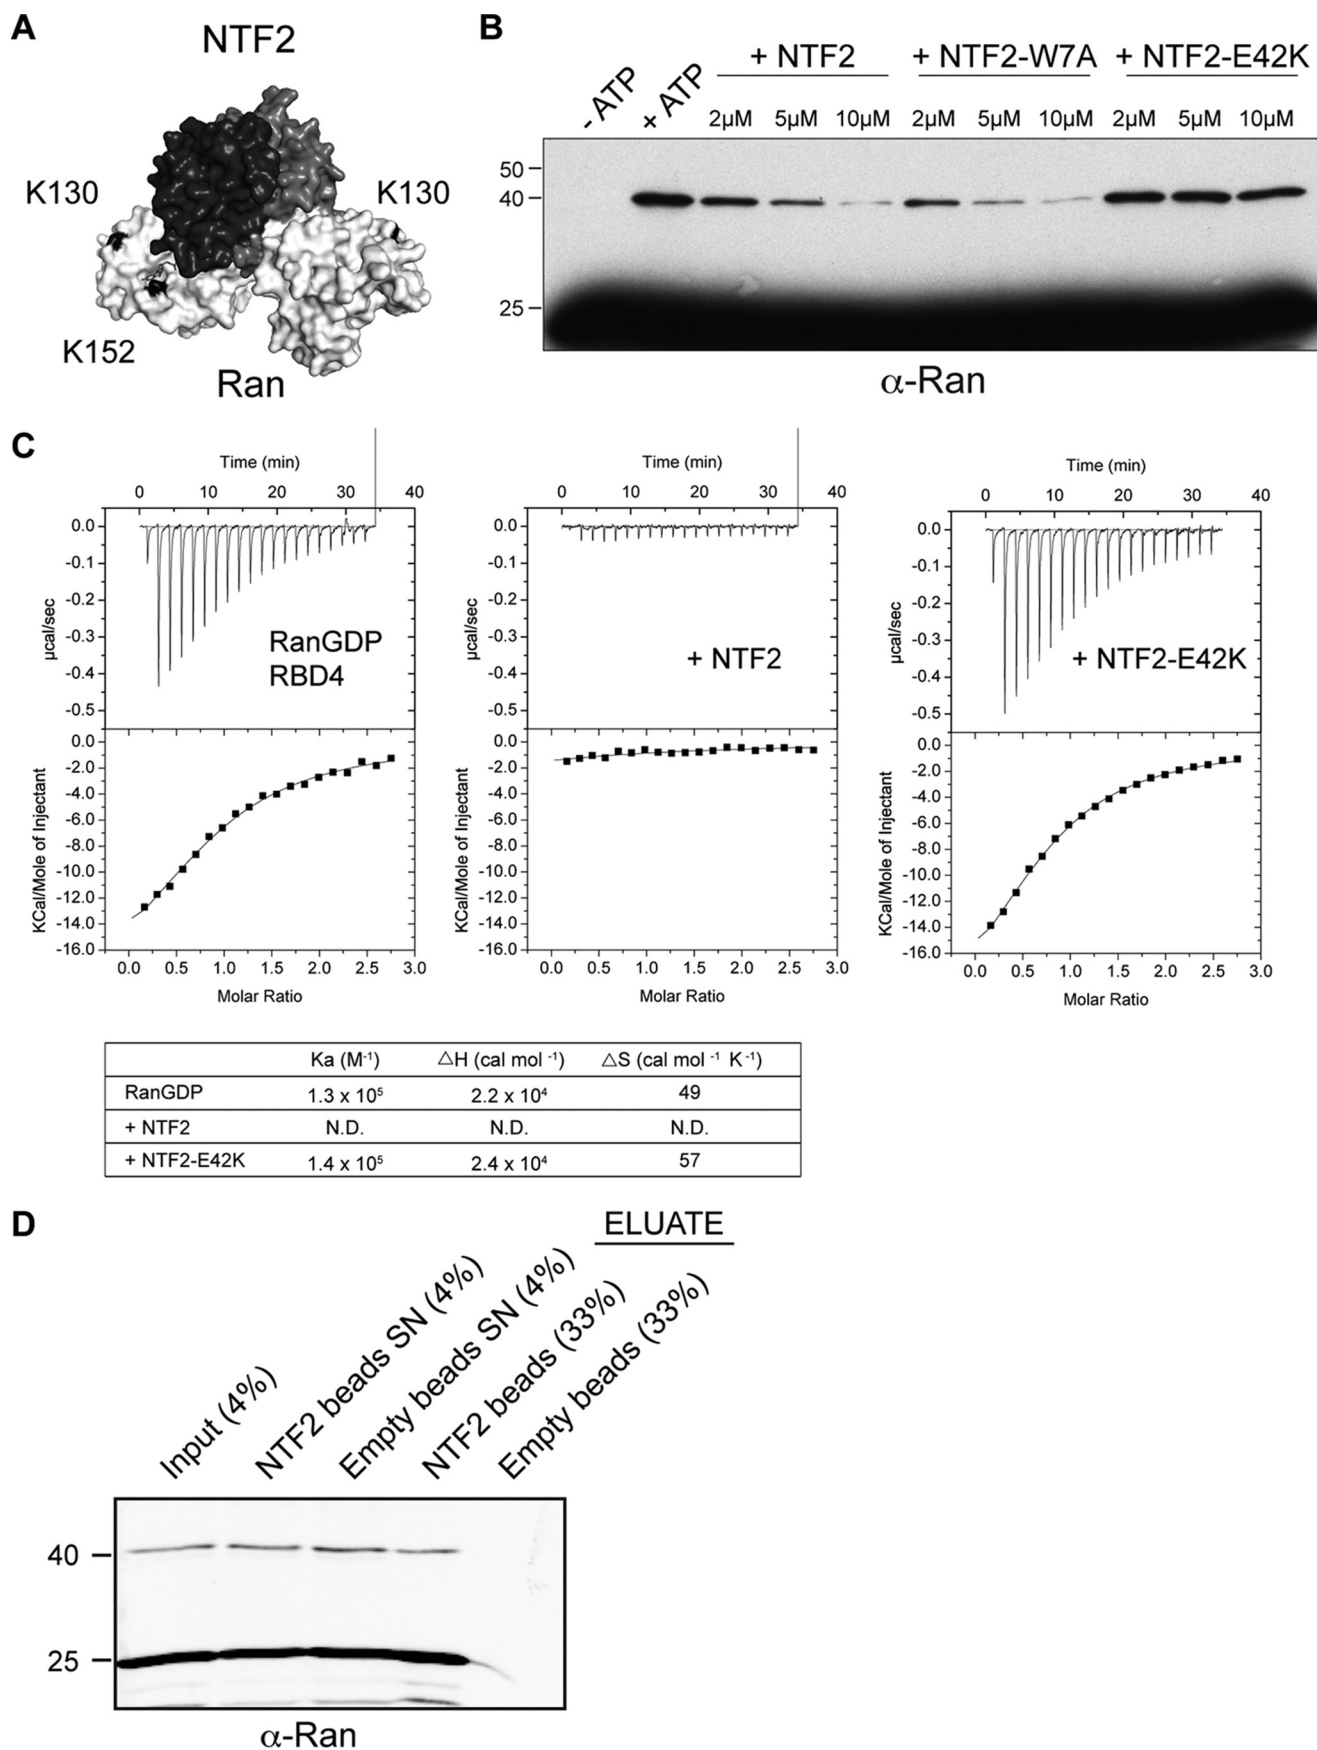 A
NTF2
K130
K130
K152
Ran
B
- ATP
+ ATP
+ NTF2
+ NTF2-W7A
+ NTF2-E42K
2µM 5µM 10µM 2µM 5µM 10µM 2µM 5µM 10µM
50
40
25
α-Ran
C
Time (min)
0 10 20 30 40
0.0
-0.1
-0.2
-0.3
-0.4
-0.5
µcal/sec
RanGDP
RBD4
0.0
-2.0
-4.0
-6.0
-8.0
-10.0
-12.0
-14.0
-16.0
KCal/Mole of Injectant
0.0 0.5 1.0 1.5 2.0 2.5 3.0
Molar Ratio
Time (min)
0 10 20 30 40
0.0
-0.1
-0.2
-0.3
-0.4
-0.5
µcal/sec
+ NTF2
0.0
-2.0
-4.0
-6.0
-8.0
-10.0
-12.0
-14.0
-16.0
KCal/Mole of Injectant
0.0 0.5 1.0 1.5 2.0 2.5 3.0
Molar Ratio
Time (min)
0 10 20 30 40
0.0
-0.1
-0.2
-0.3
-0.4
-0.5
µcal/sec
+ NTF2-E42K
0.0
-2.0
-4.0
-6.0
-8.0
-10.0
-12.0
-14.0
-16.0
KCal/Mole of Injectant
0.0 0.5 1.0 1.5 2.0 2.5 3.0
Molar Ratio
Ka (M⁻¹) △H (cal mol ⁻¹) △S (cal mol ⁻¹ K ⁻¹)
RanGDP 1.3 x 10⁵ 2.2 x 10⁴ 49
+ NTF2 N.D. N.D. N.D.
+ NTF2-E42K 1.4 x 10⁵ 2.4 x 10⁴ 57
D
ELUATE
Input (4%)
NTF2 beads SN (4%)
Empty beads SN (4%)
NTF2 beads (33%)
Empty beads (33%)
40
25
α-Ran